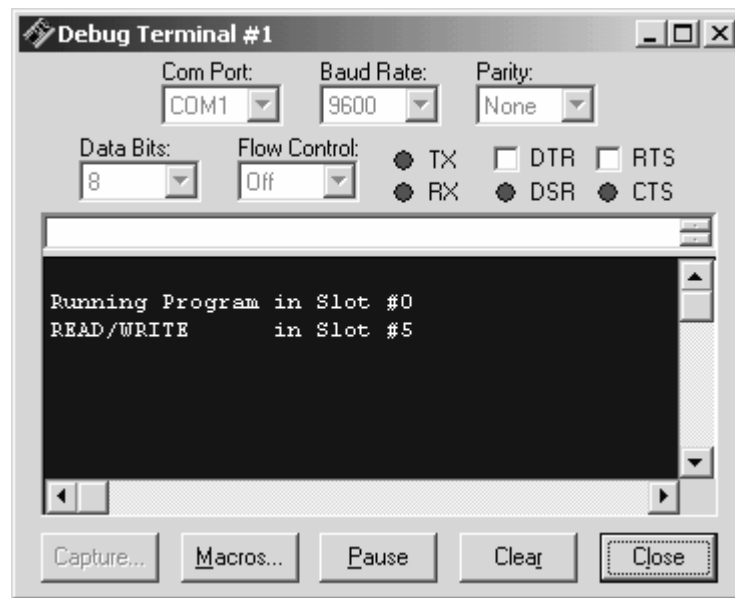 Debug Terminal #1
Com Port: Baud Rate: Parity:
COM1 9600 None
Data Bits: Flow Control: TX DTR RTS
8 Off RX DSR CTS
Running Program in Slot #0
READ/WRITE in Slot #5
Capture... Macros... Pause Clear Close